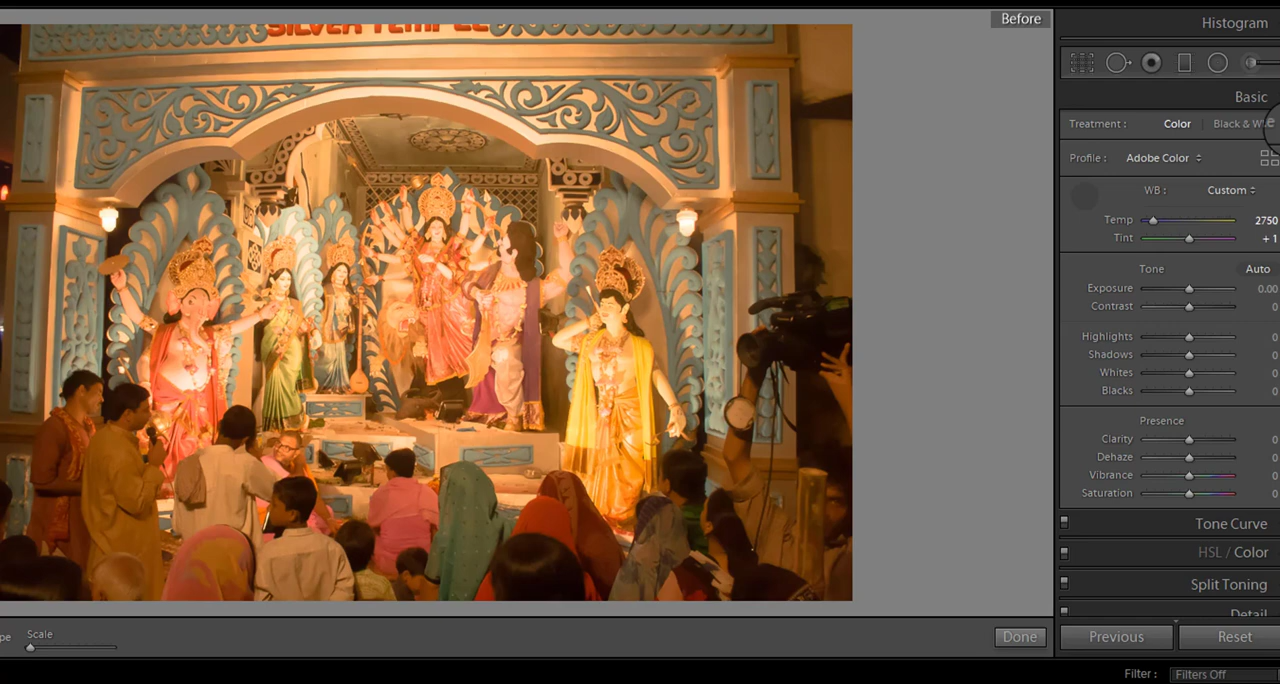 SILVER TEMPLE
Before
Histogram
Basic
Treatment : Color Black & W
Profile : Adobe Color
WB : Custom
Temp 2750
Tint + 1
Tone Auto
Exposure 0.00
Contrast 0
Highlights 0
Shadows 0
Whites 0
Blacks 0
Presence
Clarity 0
Dehaze 0
Vibrance 0
Saturation 0
Tone Curve
HSL / Color
Split Toning
Detail
pe Scale
Done
Previous Reset
Filter : Filters Off